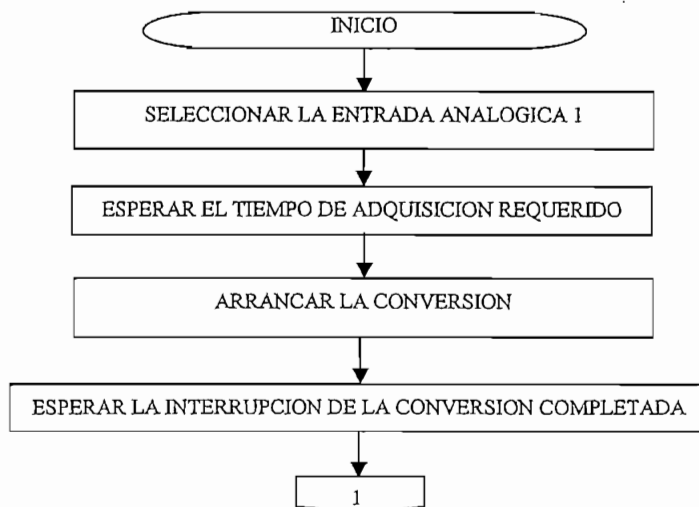 INICIO
SELECCIONAR LA ENTRADA ANALOGICA 1
ESPERAR EL TIEMPO DE ADQUISICION REQUERIDO
ARRANCAR LA CONVERSION
ESPERAR LA INTERRUPCION DE LA CONVERSION COMPLETADA
1